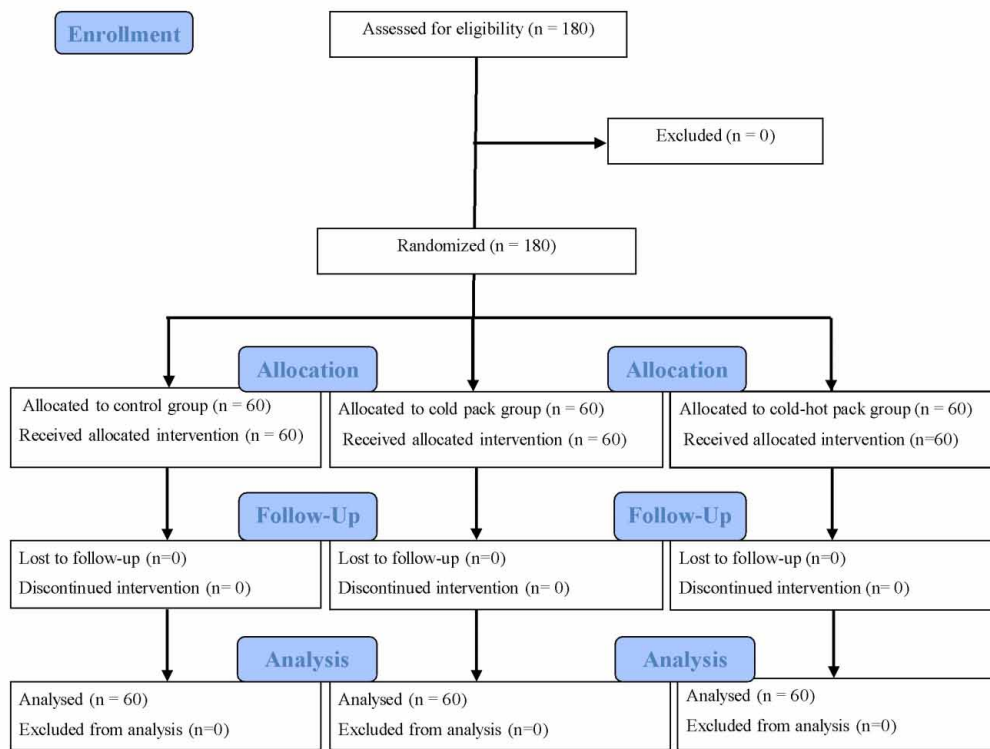 Enrollment
Assessed for eligibility (n = 180)
Excluded (n = 0)
Randomized (n = 180)
Allocation
Allocation
Allocated to control group (n = 60)
Received allocated intervention (n = 60)
Allocated to cold pack group (n = 60)
Received allocated intervention (n = 60)
Allocated to cold-hot pack group (n = 60)
Received allocated intervention (n=60)
Follow-Up
Follow-Up
Lost to follow-up (n=0)
Discontinued intervention (n= 0)
Lost to follow-up (n=0)
Discontinued intervention (n= 0)
Lost to follow-up (n=0)
Discontinued intervention (n= 0)
Analysis
Analysis
Analysed (n = 60)
Excluded from analysis (n=0)
Analysed (n = 60)
Excluded from analysis (n=0)
Analysed (n = 60)
Excluded from analysis (n=0)